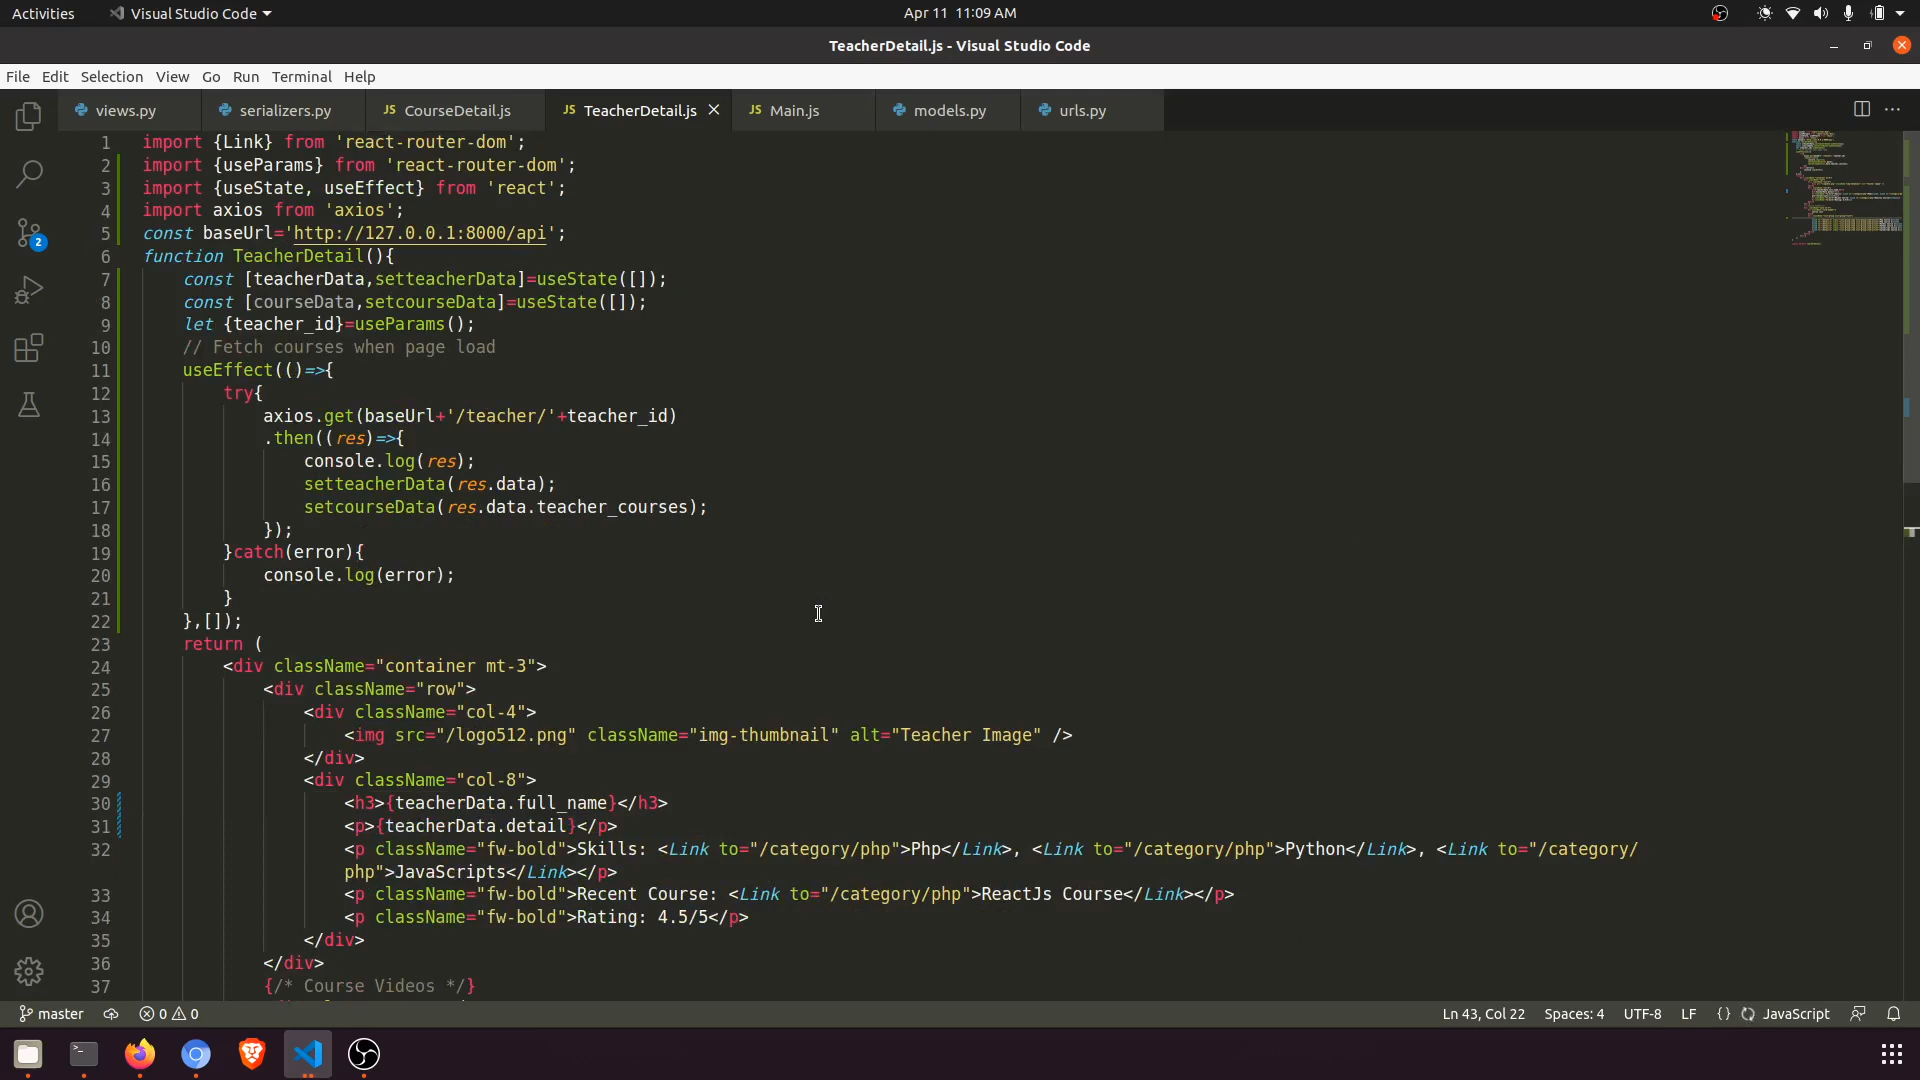 Activities
Visual Studio Code
Apr 11 11:09 AM
TeacherDetail.js - Visual Studio Code
File Edit Selection View Go Run Terminal Help
views.py
serializers.py
JS CourseDetail.js
JS TeacherDetail.js
JS Main.js
models.py
urls.py
1 import {Link} from 'react-router-dom';
2 import {useParams} from 'react-router-dom';
3 import {useState, useEffect} from 'react';
4 import axios from 'axios';
5 const baseUrl='http://127.0.0.1:8000/api';
6 function TeacherDetail(){
7 const [teacherData,setteacherData]=useState([]);
8 const [courseData,setcourseData]=useState([]);
9 let {teacher_id}=useParams();
10 // Fetch courses when page load
11 useEffect(()=>{
12 try{
13 axios.get(baseUrl+'/teacher/'+teacher_id)
14 .then((res)=>{
15 console.log(res);
16 setteacherData(res.data);
17 setcourseData(res.data.teacher_courses);
18 });
19 }catch(error){
20 console.log(error);
21 }
22 },[]);
23 return (
24 <div className="container mt-3">
25 <div className="row">
26 <div className="col-4">
27 <img src="/logo512.png" className="img-thumbnail" alt="Teacher Image" />
28 </div>
29 <div className="col-8">
30 <h3>{teacherData.full_name}</h3>
31 <p>{teacherData.detail}</p>
32 <p className="fw-bold">Skills: <Link to="/category/php">Php</Link>, <Link to="/category/php">Python</Link>, <Link to="/category/
php">JavaScripts</Link></p>
33 <p className="fw-bold">Recent Course: <Link to="/category/php">ReactJs Course</Link></p>
34 <p className="fw-bold">Rating: 4.5/5</p>
35 </div>
36 </div>
37 {/* Course Videos */}
2
master
0
0
Ln 43, Col 22
Spaces: 4
UTF-8
LF
{}
JavaScript